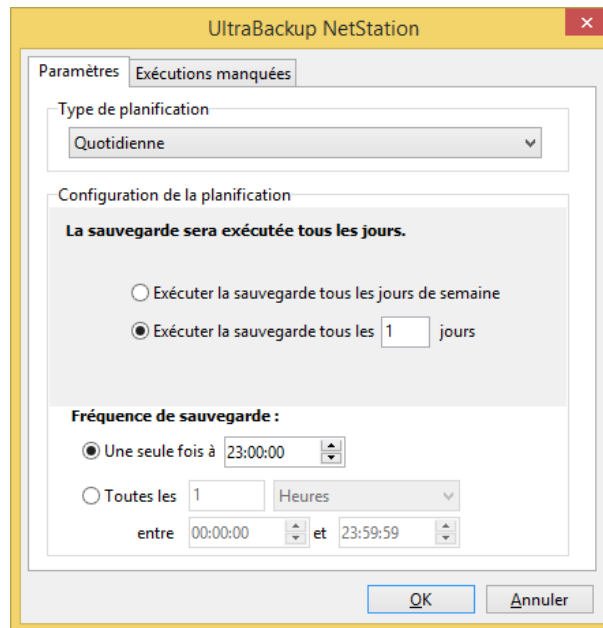 UltraBackup NetStation
Paramètres Exécutions manquées
Type de planification
Quotidienne
Configuration de la planification
La sauvegarde sera exécutée tous les jours.
Exécuter la sauvegarde tous les jours de semaine
Exécuter la sauvegarde tous les 1 jours
Fréquence de sauvegarde :
Une seule fois à 23:00:00
Toutes les 1 Heures
entre 00:00:00 et 23:59:59
OK Annuler